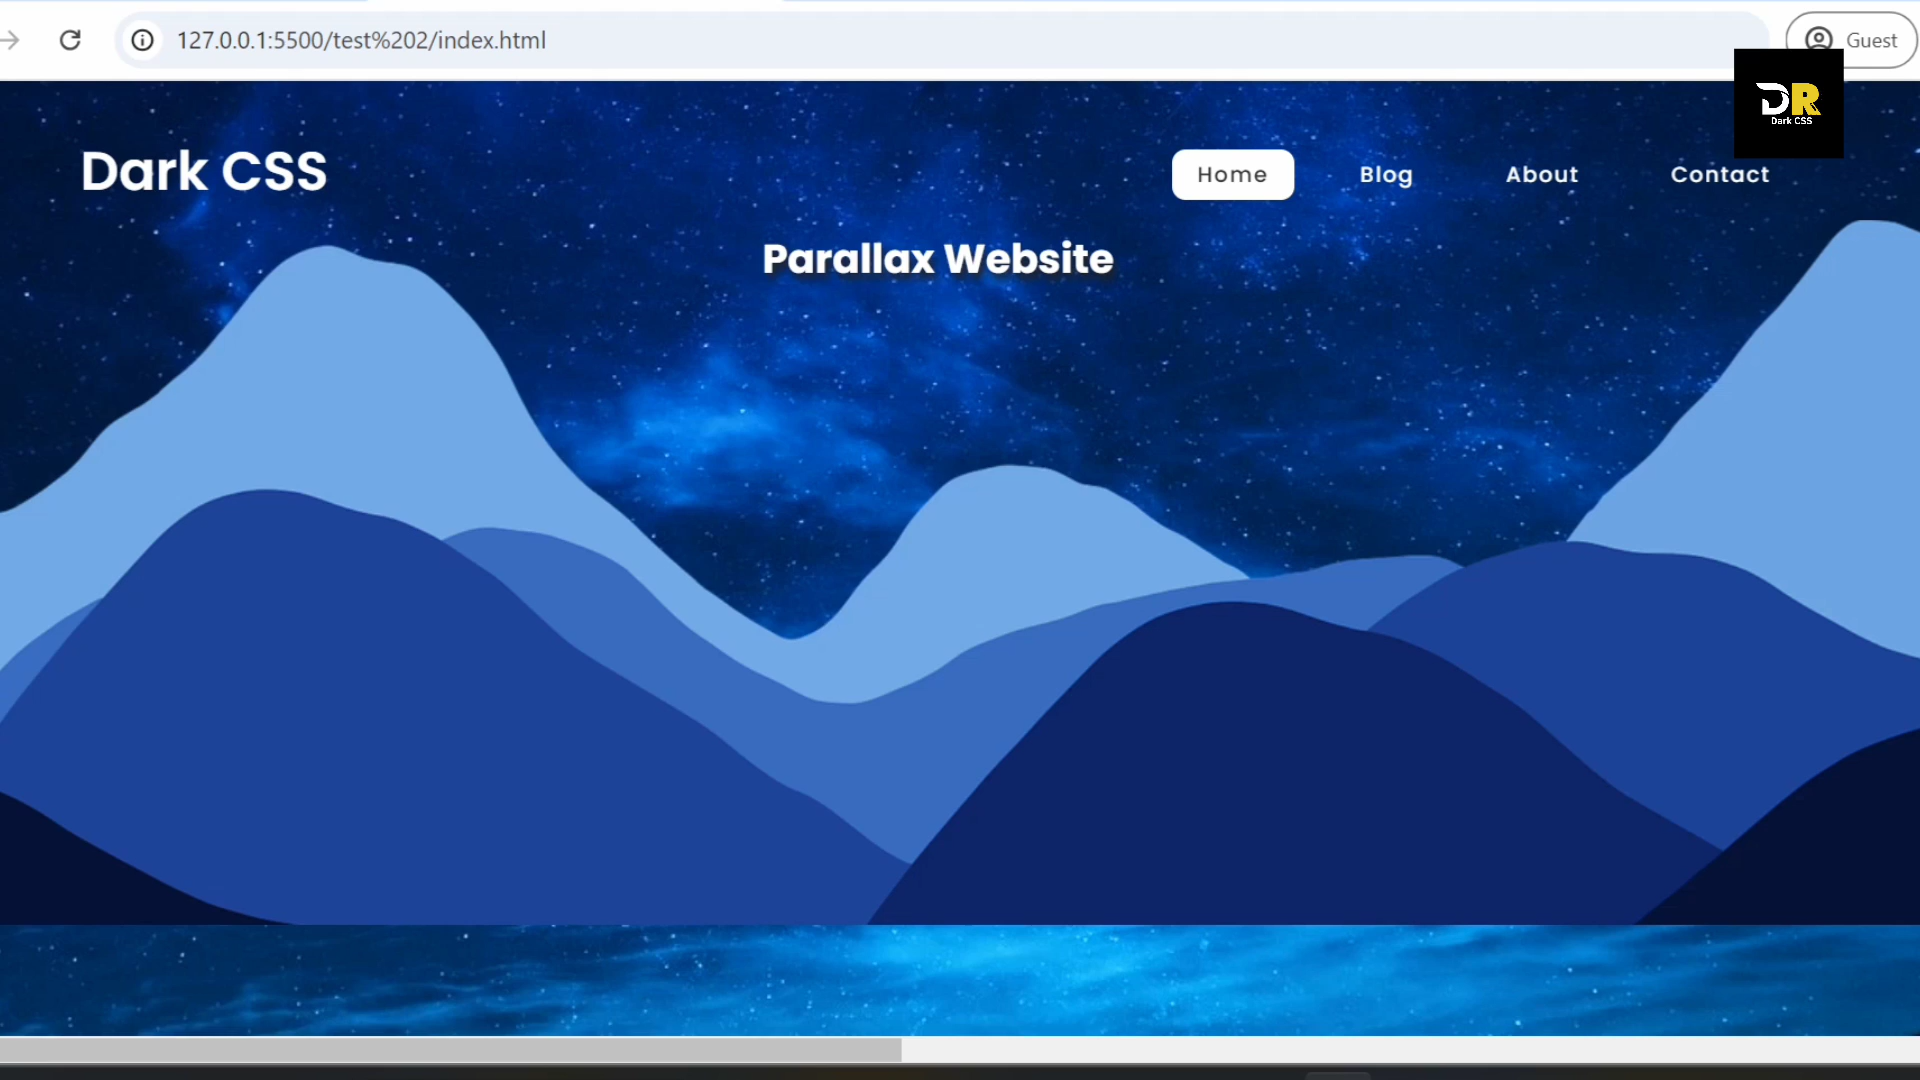 127.0.0.1:5500/test%202/index.html
Guest
DR
Dark CSS
Dark CSS
Home
Blog
About
Contact
Parallax Website